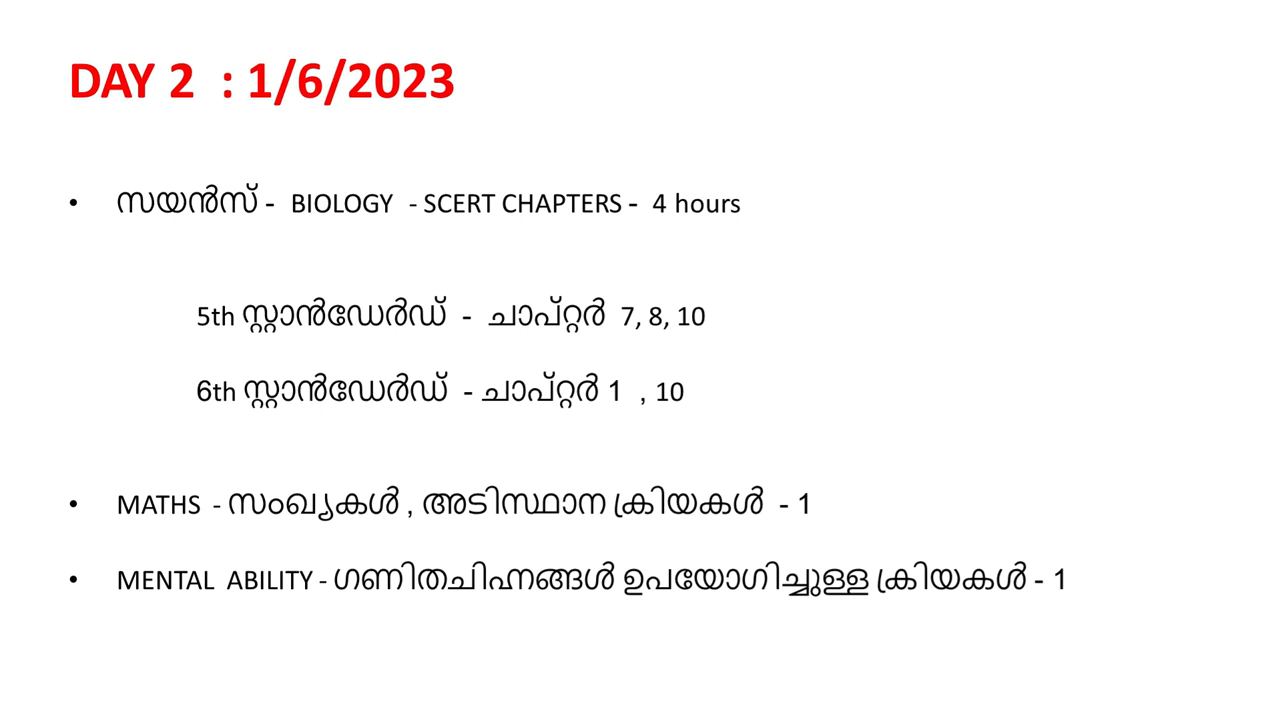 DAY 2 : 1/6/2023
• സയൻസ് - BIOLOGY - SCERT CHAPTERS - 4 hours
5th സ്റ്റാൻഡേർഡ് - ചാപ്റ്റർ 7, 8, 10
6th സ്റ്റാൻഡേർഡ് - ചാപ്റ്റർ 1 , 10
• MATHS - സംഖ്യകൾ , അടിസ്ഥാന ക്രിയകൾ - 1
• MENTAL ABILITY - ഗണിതചിഹ്നങ്ങൾ ഉപയോഗിച്ചുള്ള ക്രിയകൾ - 1